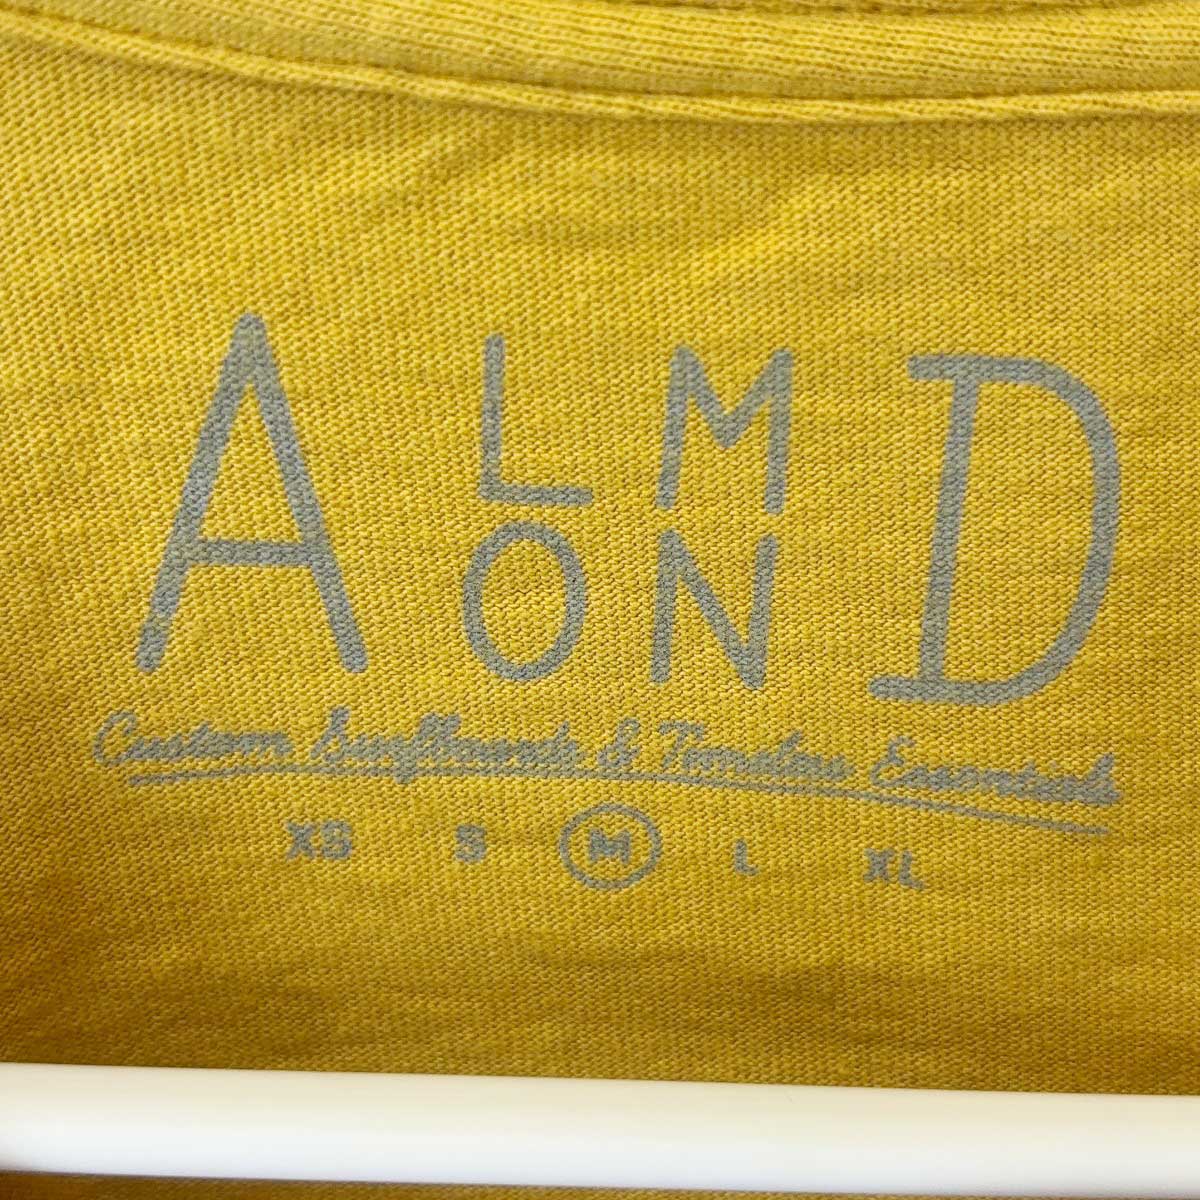 ALMOND
Custom Surfboards & Timeless Essentials
XS S M L XL